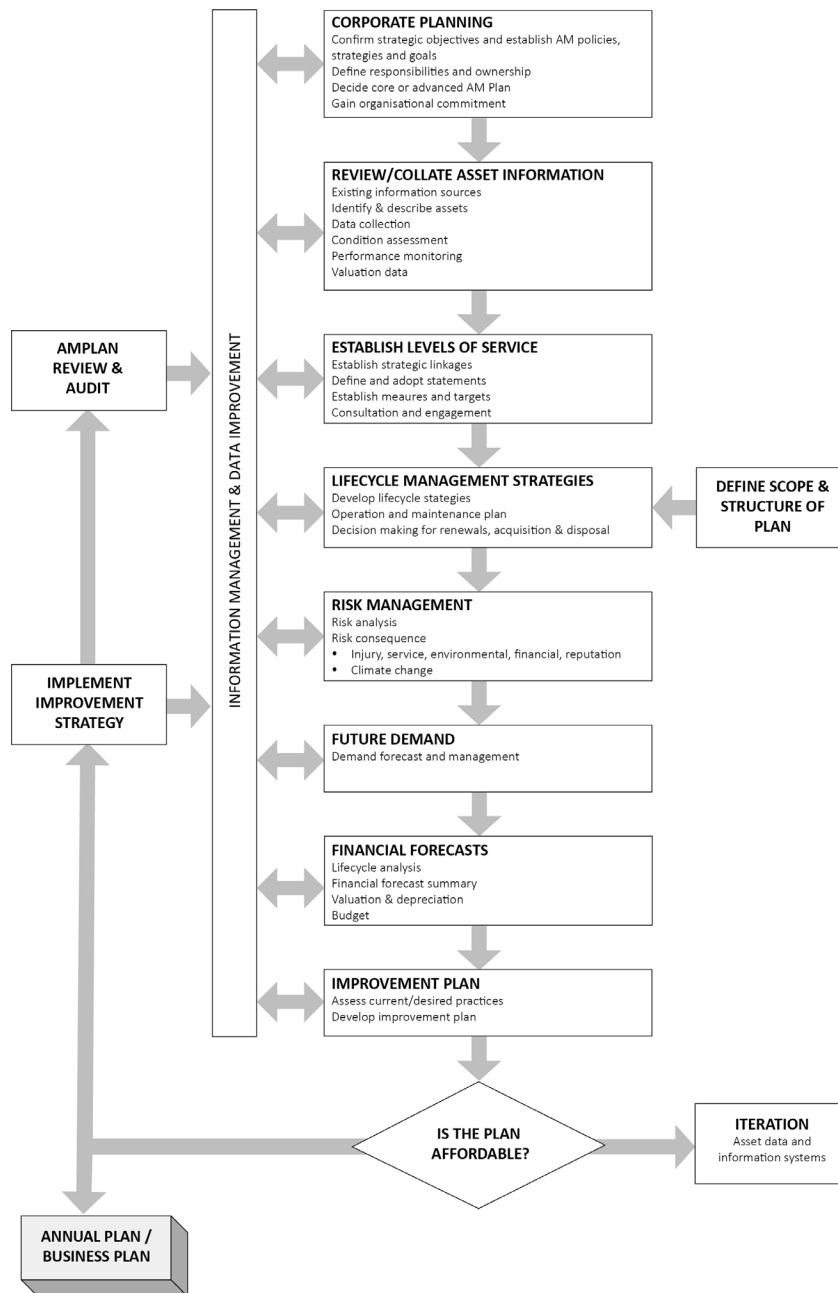 CORPORATE PLANNING
Confirm strategic objectives and establish AM policies,
strategies and goals
Define responsibilities and ownership
Decide core or advanced AM Plan
Gain organisational commitment
REVIEW/COLLATE ASSET INFORMATION
Existing information sources
Identify & describe assets
Data collection
Condition assessment
Performance monitoring
Valuation data
AMPLAN
REVIEW &
AUDIT
INFORMATION MANAGEMENT & DATA IMPROVEMENT
ESTABLISH LEVELS OF SERVICE
Establish strategic linkages
Define and adopt statements
Establish meaures and targets
Consultation and engagement
LIFECYCLE MANAGEMENT STRATEGIES
Develop lifecycle stategies
Operation and maintenance plan
Decision making for renewals, acquisition & disposal
DEFINE SCOPE &
STRUCTURE OF
PLAN
RISK MANAGEMENT
Risk analysis
Risk consequence
• Injury, service, environmental, financial, reputation
• Climate change
IMPLEMENT
IMPROVEMENT
STRATEGY
FUTURE DEMAND
Demand forecast and management
FINANCIAL FORECASTS
Lifecycle analysis
Financial forecast summary
Valuation & depreciation
Budget
IMPROVEMENT PLAN
Assess current/desired practices
Develop improvement plan
IS THE PLAN
AFFORDABLE?
ITERATION
Asset data and
information systems
ANNUAL PLAN /
BUSINESS PLAN